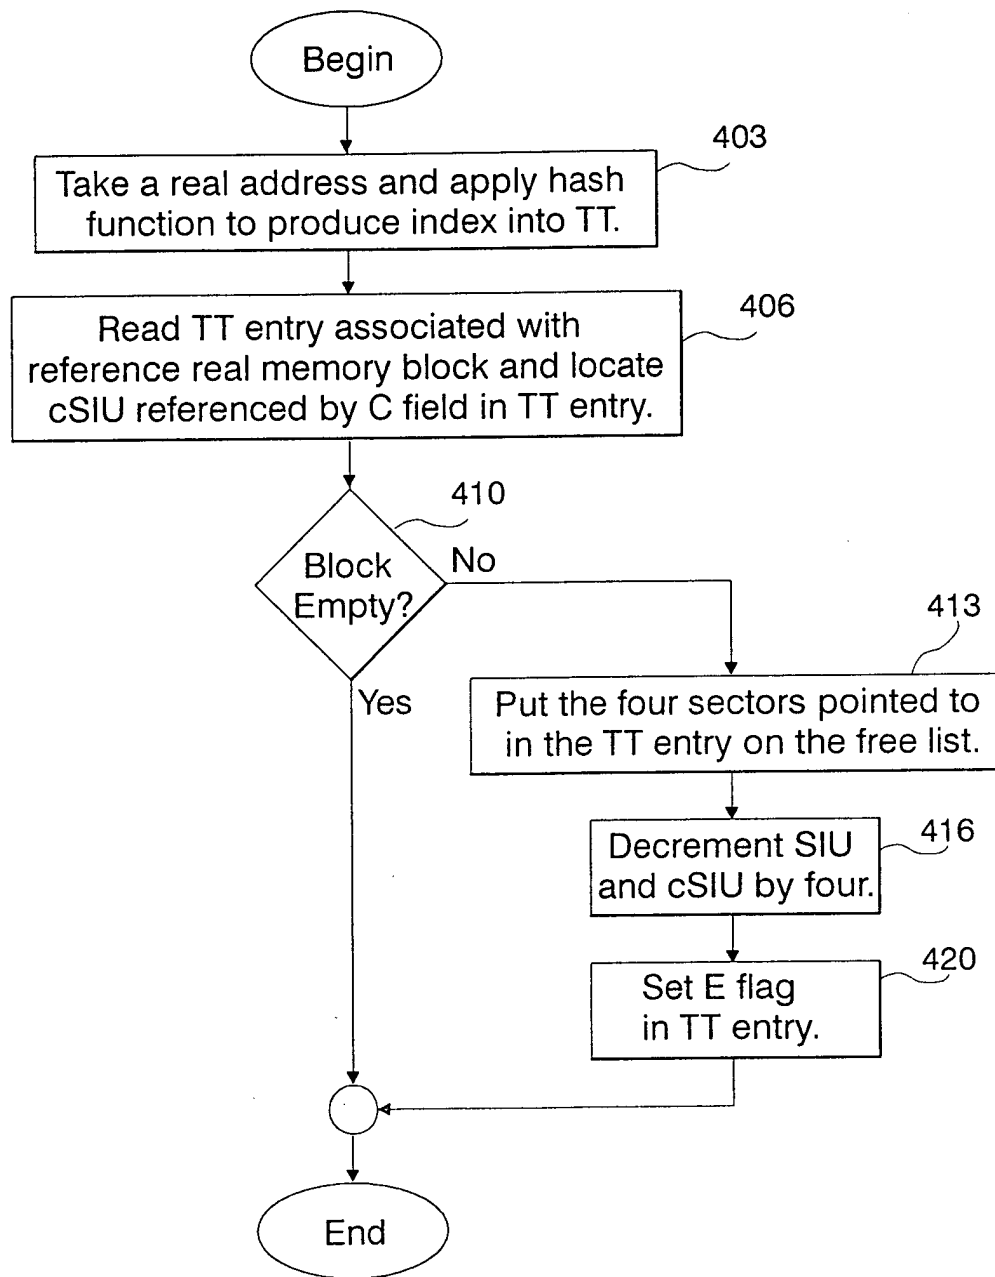 Begin
403
Take a real address and apply hash
function to produce index into TT.
406
Read TT entry associated with
reference real memory block and locate
cSIU referenced by C field in TT entry.
410
Block
Empty?
No
Yes
413
Put the four sectors pointed to
in the TT entry on the free list.
416
Decrement SIU
and cSIU by four.
420
Set E flag
in TT entry.
End